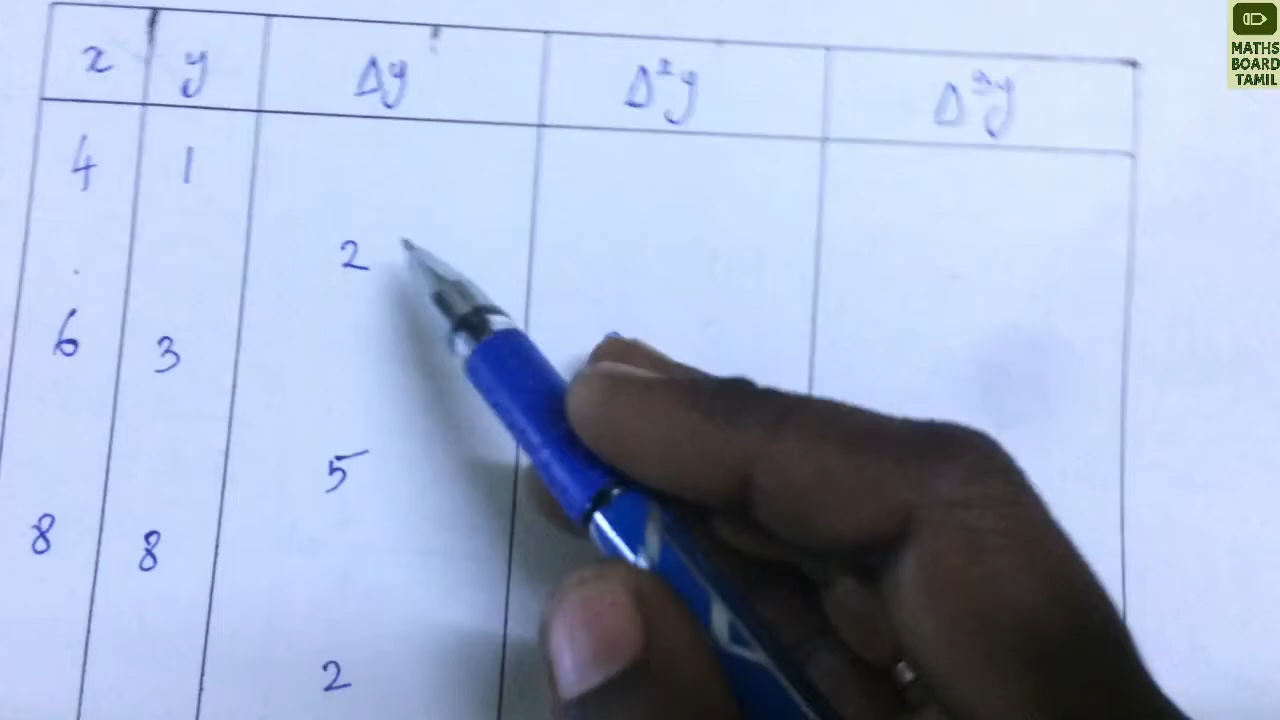 x y Δy Δ²y Δ³y
4 1
2
6 3
5
8 8
2
MATHS
BOARD
TAMIL